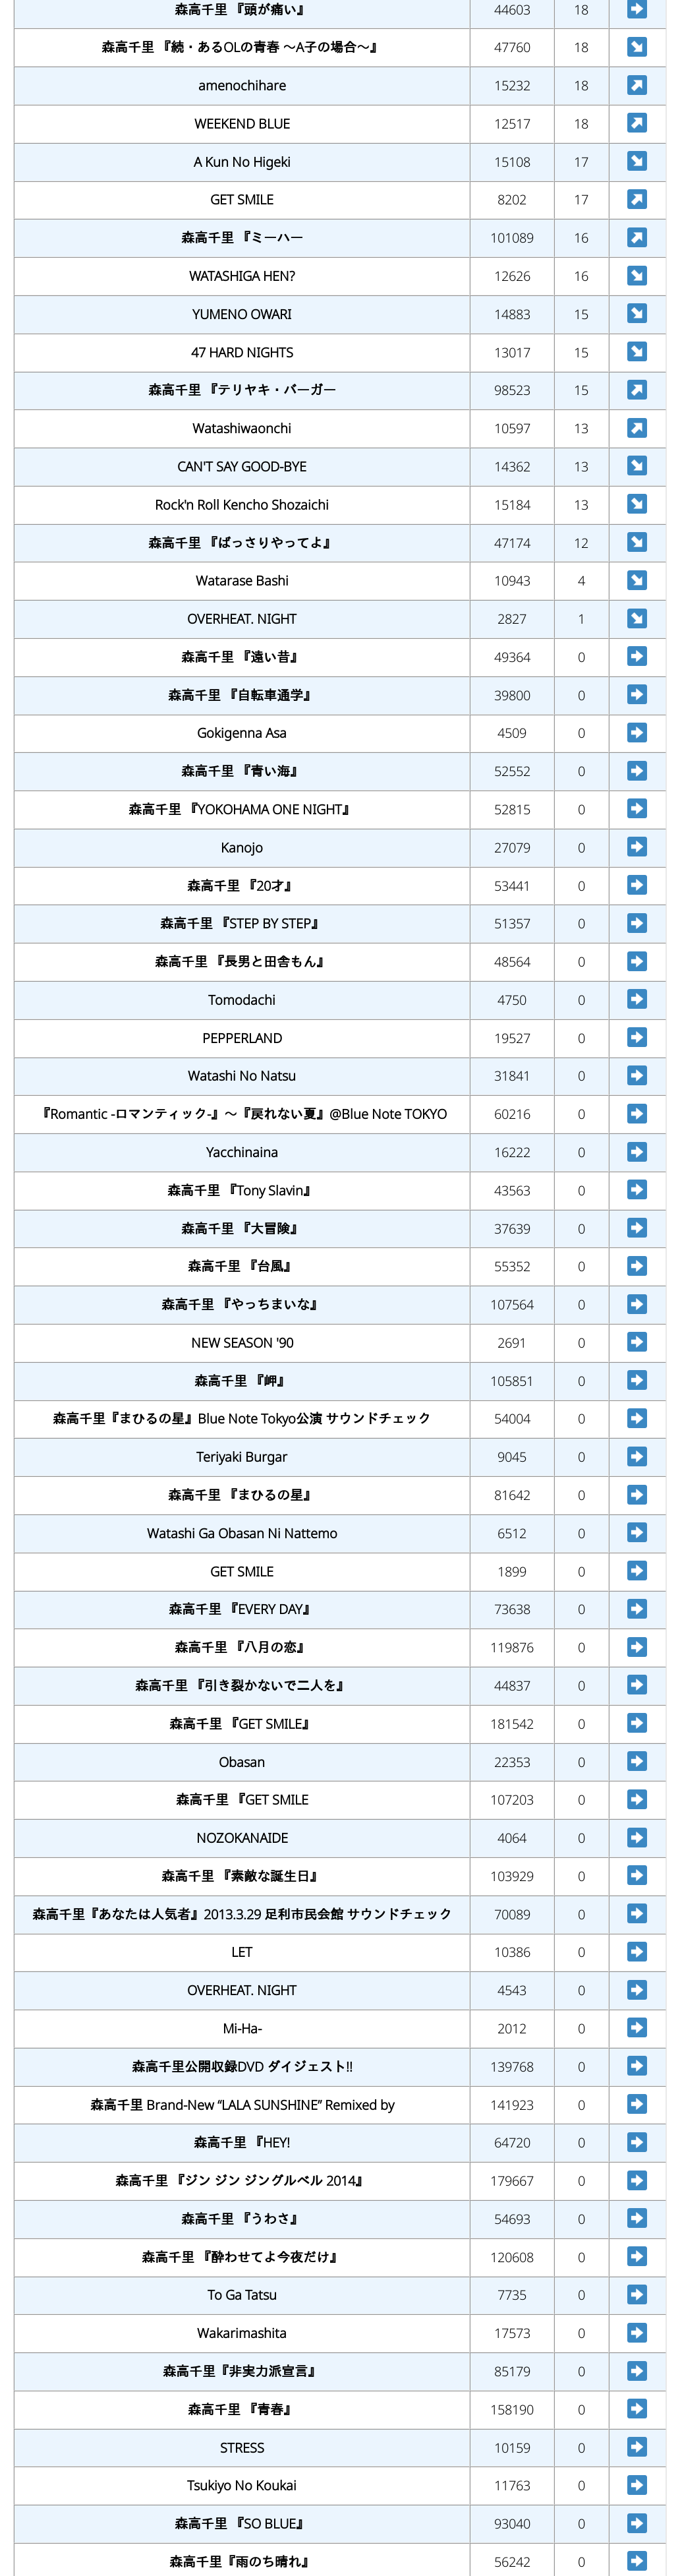 森高千里 『頭が痛い』 44603 18
森高千里 『続・あるOLの青春 〜A子の場合〜』 47760 18
amenochihare 15232 18
WEEKEND BLUE 12517 18
A Kun No Higeki 15108 17
GET SMILE 8202 17
森高千里 『ミーハー 101089 16
WATASHIGA HEN? 12626 16
YUMENO OWARI 14883 15
47 HARD NIGHTS 13017 15
森高千里 『テリヤキ・バーガー 98523 15
Watashiwaonchi 10597 13
CAN'T SAY GOOD-BYE 14362 13
Rock'n Roll Kencho Shozaichi 15184 13
森高千里 『ばっさりやってよ』 47174 12
Watarase Bashi 10943 4
OVERHEAT. NIGHT 2827 1
森高千里 『遠い昔』 49364 0
森高千里 『自転車通学』 39800 0
Gokigenna Asa 4509 0
森高千里 『青い海』 52552 0
森高千里 『YOKOHAMA ONE NIGHT』 52815 0
Kanojo 27079 0
森高千里 『20才』 53441 0
森高千里 『STEP BY STEP』 51357 0
森高千里 『長男と田舎もん』 48564 0
Tomodachi 4750 0
PEPPERLAND 19527 0
Watashi No Natsu 31841 0
『Romantic -ロマンティック-』〜『戻れない夏』@Blue Note TOKYO 60216 0
Yacchinaina 16222 0
森高千里 『Tony Slavin』 43563 0
森高千里 『大冒険』 37639 0
森高千里 『台風』 55352 0
森高千里 『やっちまいな』 107564 0
NEW SEASON '90 2691 0
森高千里 『岬』 105851 0
森高千里『まひるの星』Blue Note Tokyo公演 サウンドチェック 54004 0
Teriyaki Burgar 9045 0
森高千里 『まひるの星』 81642 0
Watashi Ga Obasan Ni Nattemo 6512 0
GET SMILE 1899 0
森高千里 『EVERY DAY』 73638 0
森高千里 『八月の恋』 119876 0
森高千里 『引き裂かないで二人を』 44837 0
森高千里 『GET SMILE』 181542 0
Obasan 22353 0
森高千里 『GET SMILE 107203 0
NOZOKANAIDE 4064 0
森高千里 『素敵な誕生日』 103929 0
森高千里『あなたは人気者』2013.3.29 足利市民会館 サウンドチェック 70089 0
LET 10386 0
OVERHEAT. NIGHT 4543 0
Mi-Ha- 2012 0
森高千里公開収録DVD ダイジェスト!! 139768 0
森高千里 Brand-New “LALA SUNSHINE” Remixed by 141923 0
森高千里 『HEY! 64720 0
森高千里 『ジン ジン ジングルベル 2014』 179667 0
森高千里 『うわさ』 54693 0
森高千里 『酔わせてよ今夜だけ』 120608 0
To Ga Tatsu 7735 0
Wakarimashita 17573 0
森高千里『非実力派宣言』 85179 0
森高千里 『青春』 158190 0
STRESS 10159 0
Tsukiyo No Koukai 11763 0
森高千里 『SO BLUE』 93040 0
森高千里『雨のち晴れ』 56242 0